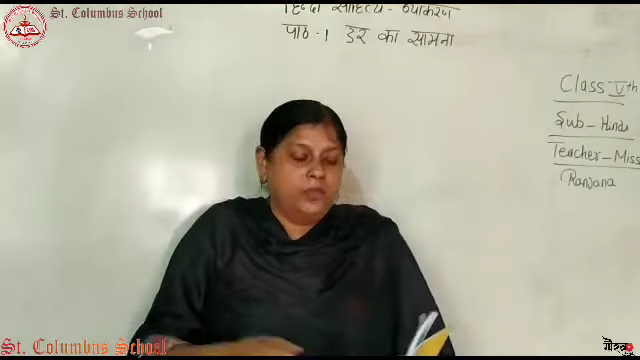 St. Columbus School
हिन्दी साहित्य - व्याकरण
पाठ - 1 डर का सामना
Class Vth
Sub - Hindi
Teacher - Miss
Ranjana
St. Columbus School